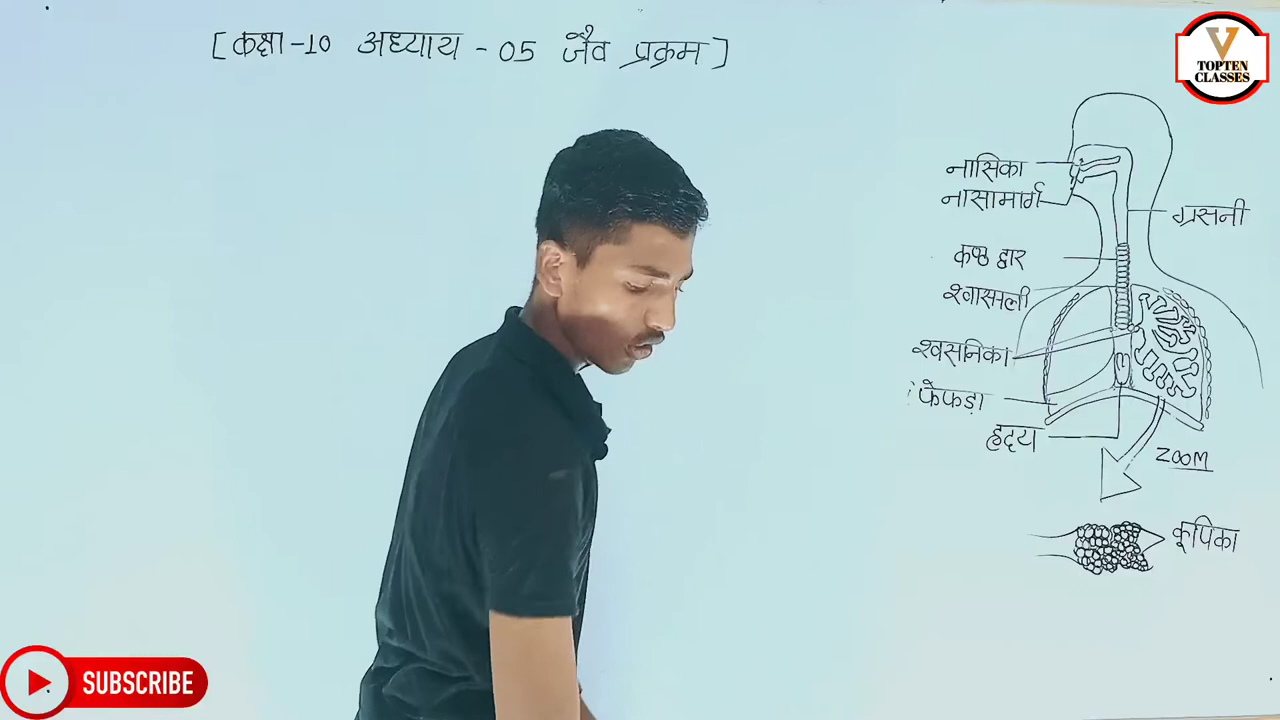 [कक्षा-10 अध्याय - 05 जैव प्रक्रम]
V
TOPTEN
CLASSES
नासिका
नासामार्ग
ग्रसनी
कण्ठ द्वार
श्वासनली
श्वसनिका
फेफड़ा
हृदय
ZOOM
कूपिका
SUBSCRIBE